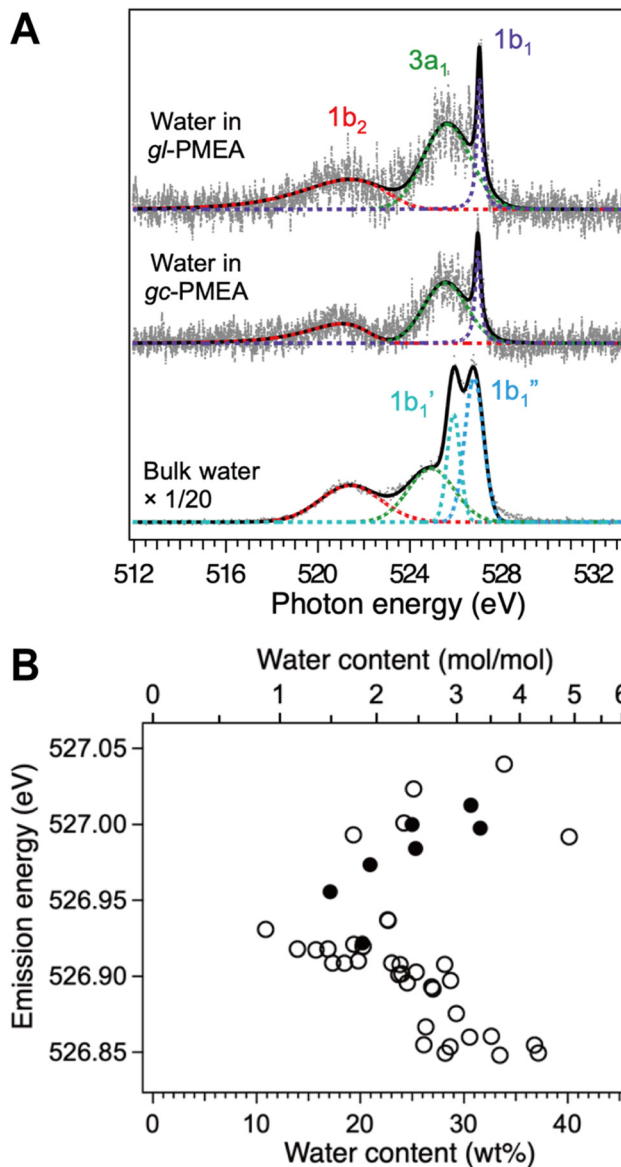 A
1b₁
3a₁
1b₂
Water in
gl-PMEA
Water in
gc-PMEA
1b₁’
1b₁”
Bulk water
× 1/20
512 516 520 524 528 532
Photon energy (eV)
B
Water content (mol/mol)
0 1 2 3 4 5 6
527.05
527.00
526.95
526.90
526.85
Emission energy (eV)
0 10 20 30 40
Water content (wt%)